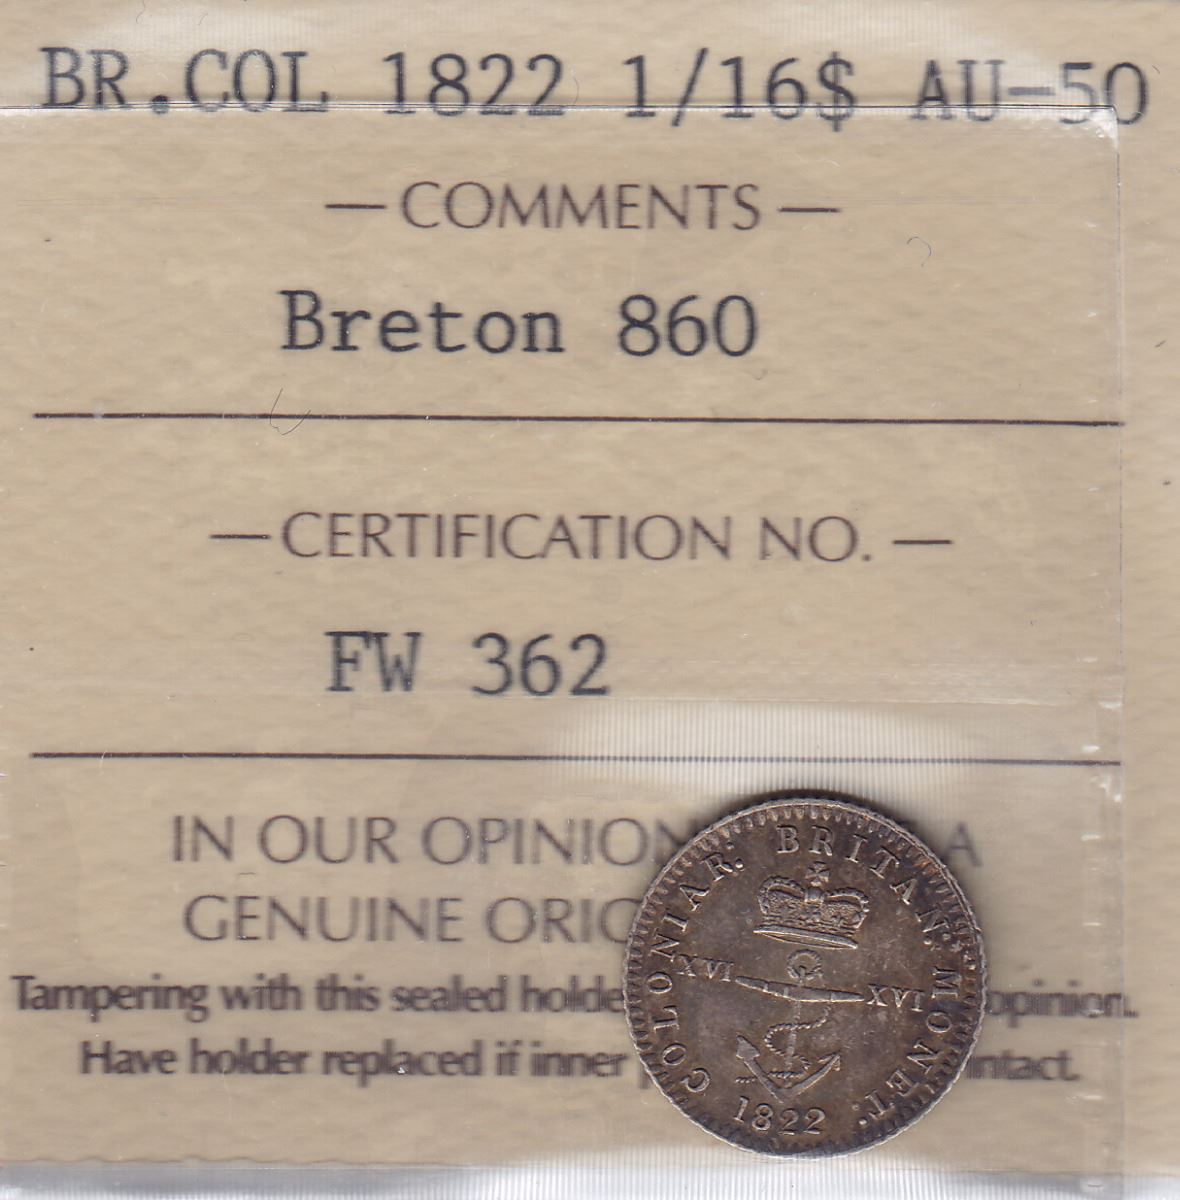 BR.COL 1822 1/16$ AU-50
— COMMENTS —
Breton 860
— CERTIFICATION NO. —
FW 362
IN OUR OPINION A
GENUINE ORIG
Tampering with this sealed holde opinion.
Have holder replaced if inner intact.
COLONIAR. BRITAN. MONET.
XVI XVI
1822